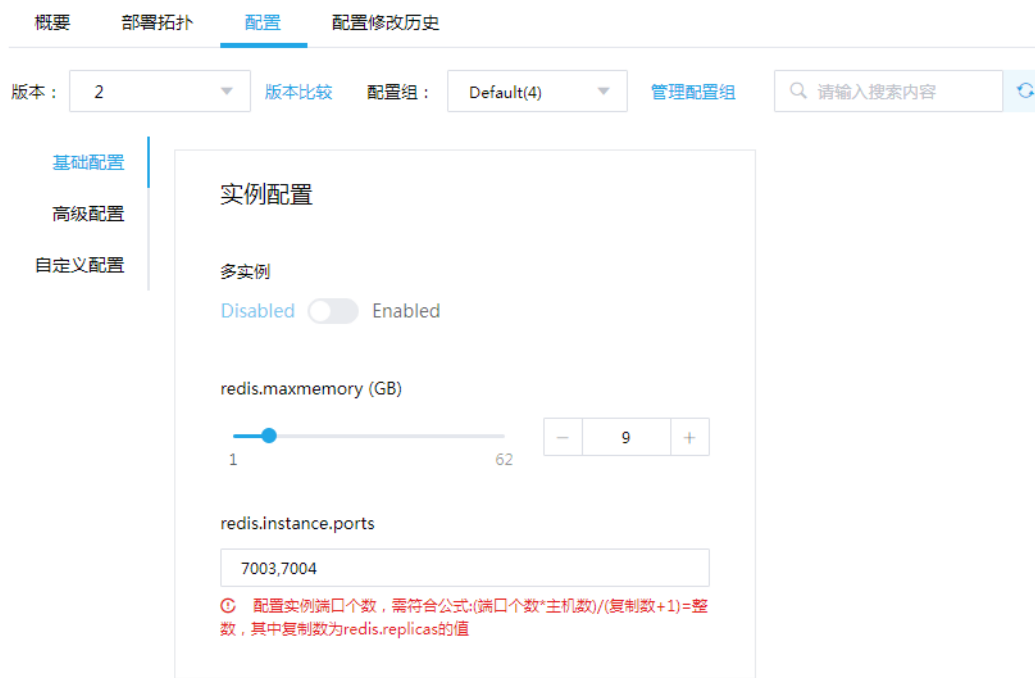 概要 部署拓扑 配置 配置修改历史
版本： 2 版本比较 配置组： Default(4) 管理配置组 请输入搜索内容
基础配置
高级配置
自定义配置
实例配置
多实例
Disabled Enabled
redis.maxmemory (GB)
− 9 +
1 62
redis.instance.ports
7003,7004
配置实例端口个数，需符合公式:(端口个数*主机数)/(复制数+1)=整
数，其中复制数为redis.replicas的值